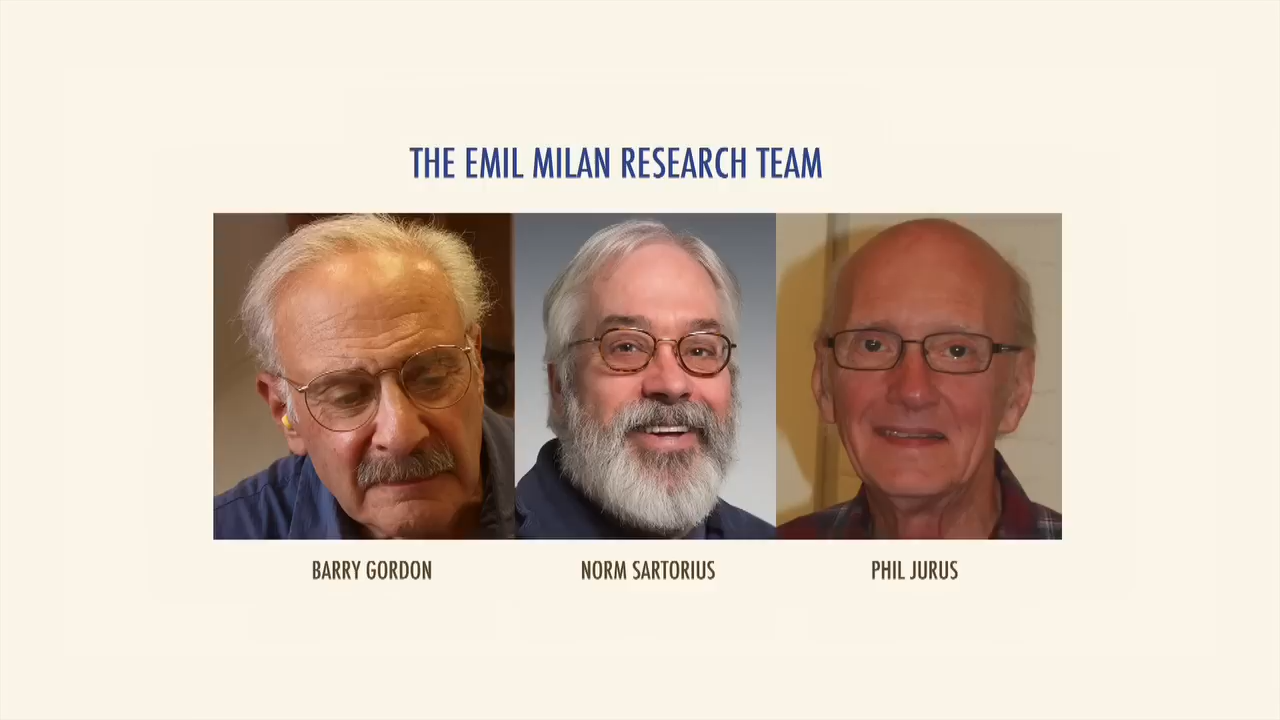 THE EMIL MILAN RESEARCH TEAM
BARRY GORDON
NORM SARTORIUS
PHIL JURUS